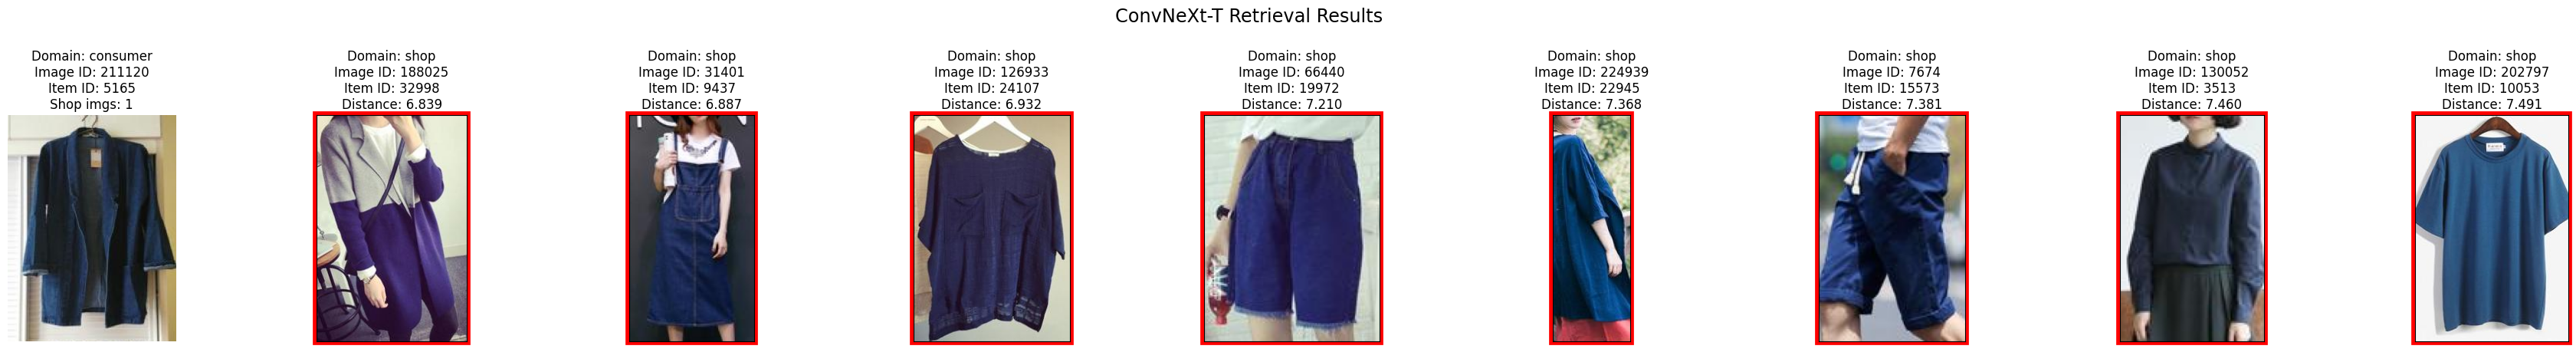 ConvNeXt-T Retrieval Results
Domain: consumer
Image ID: 211120
Item ID: 5165
Shop imgs: 1
Domain: shop
Image ID: 188025
Item ID: 32998
Distance: 6.839
Domain: shop
Image ID: 31401
Item ID: 9437
Distance: 6.887
Domain: shop
Image ID: 126933
Item ID: 24107
Distance: 6.932
Domain: shop
Image ID: 66440
Item ID: 19972
Distance: 7.210
Domain: shop
Image ID: 224939
Item ID: 22945
Distance: 7.368
Domain: shop
Image ID: 7674
Item ID: 15573
Distance: 7.381
Domain: shop
Image ID: 130052
Item ID: 3513
Distance: 7.460
Domain: shop
Image ID: 202797
Item ID: 10053
Distance: 7.491